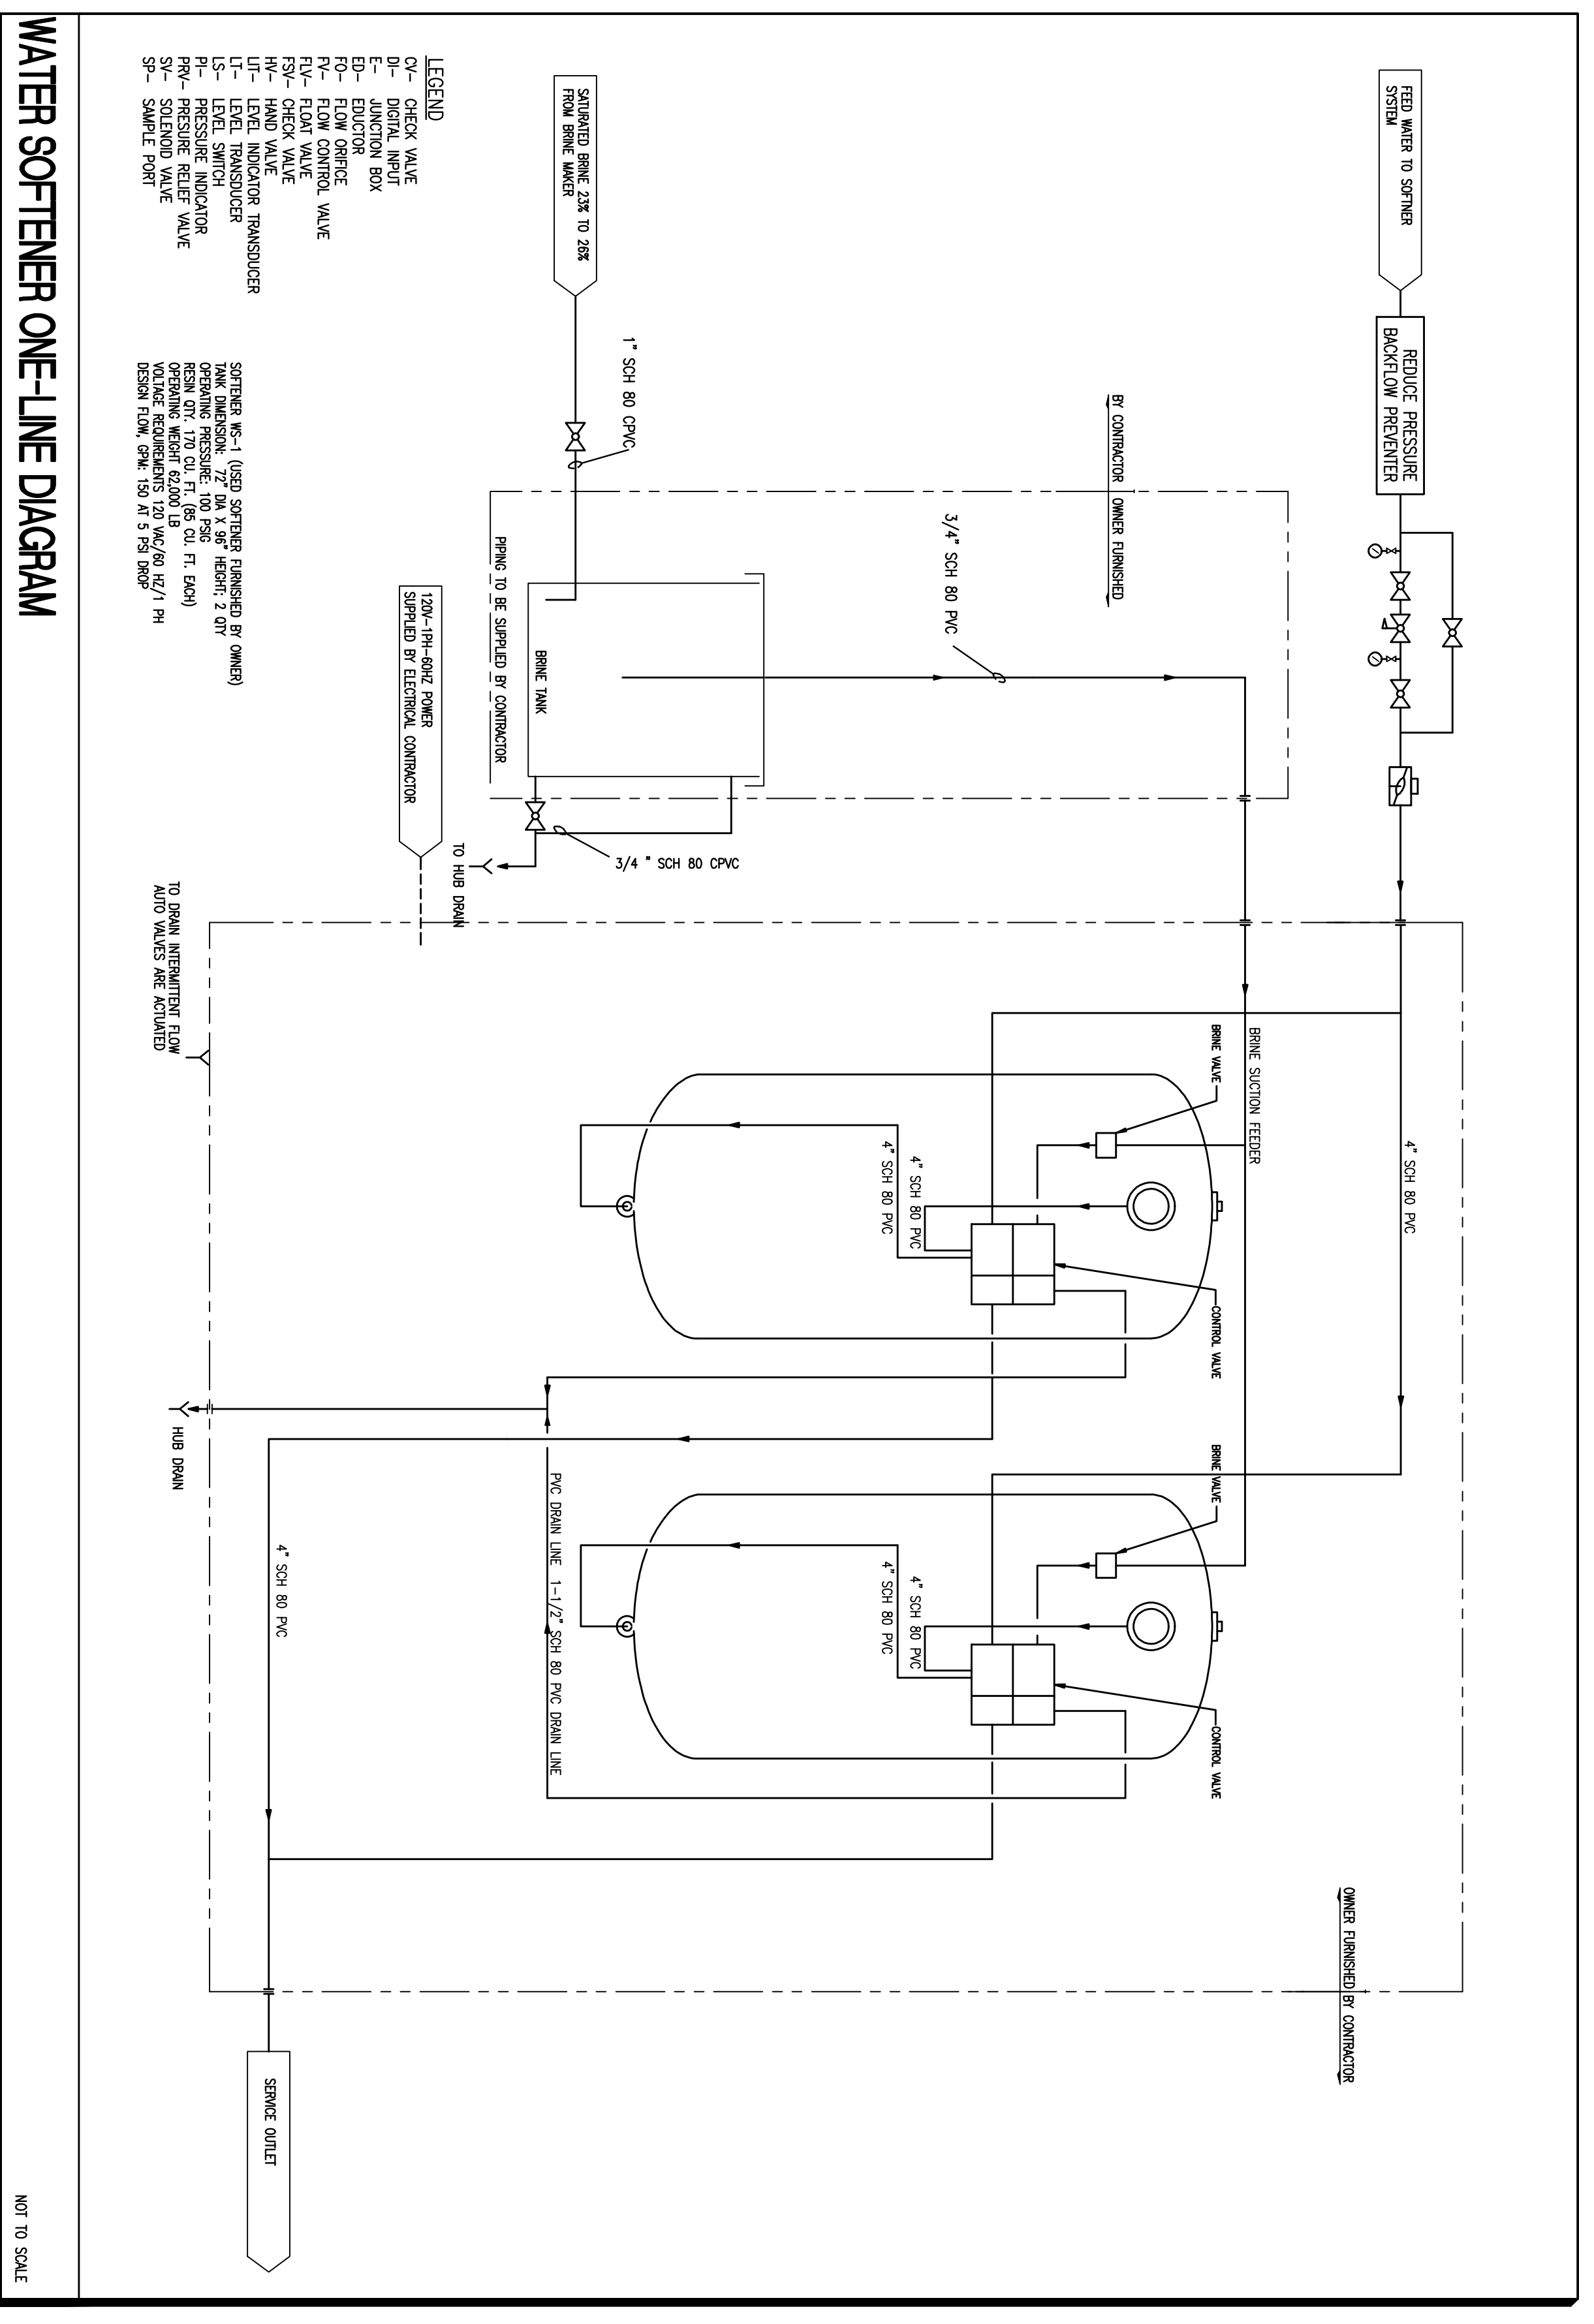 FEED WATER TO SOFTNER
SYSTEM
REDUCE PRESSURE
BACKFLOW PREVENTER
4" SCH 80 PVC
OWNER FURNISHED
BY CONTRACTOR
BY CONTRACTOR
OWNER FURNISHED
BRINE SUCTION FEEDER
BRINE VALVE
CONTROL VALVE
BRINE VALVE
CONTROL VALVE
3/4" SCH 80 PVC
4" SCH 80 PVC
4" SCH 80 PVC
4" SCH 80 PVC
4" SCH 80 PVC
1" SCH 80 CPVC
3/4 " SCH 80 CPVC
SATURATED BRINE 23% TO 26%
FROM BRINE MAKER
BRINE TANK
PIPING TO BE SUPPLIED BY CONTRACTOR
PVC DRAIN LINE 1-1/2" SCH 80 PVC DRAIN LINE
TO HUB DRAIN
120V-1PH-60HZ POWER
SUPPLIED BY ELECTRICAL CONTRACTOR
LEGEND
CV- CHECK VALVE
DI- DIGITAL INPUT
E- JUNCTION BOX
ED- EDUCTOR
FO- FLOW ORIFICE
FV- FLOW CONTROL VALVE
FLV- FLOAT VALVE
FSV- CHECK VALVE
HV- HAND VALVE
LIT- LEVEL INDICATOR TRANSDUCER
LT- LEVEL TRANSDUCER
LS- LEVEL SWITCH
PI- PRESSURE INDICATOR
PRV- PRESURE RELIEF VALVE
SV- SOLENOID VALVE
SP- SAMPLE PORT
SOFTENER WS-1 (USED SOFTENER FURNISHED BY OWNER)
TANK DIMENSION: 72" DIA X 96" HEIGHT; 2 QTY
OPERATING PRESSURE: 100 PSIG
RESIN QTY. 170 CU. FT. (85 CU. FT. EACH)
OPERATING WEIGHT 62,000 LB
VOLTAGE REQUIREMENTS 120 VAC/60 HZ/1 PH
DESIGN FLOW, GPM: 150 AT 5 PSI DROP
4" SCH 80 PVC
SERVICE OUTLET
TO DRAIN INTERMITTENT FLOW
AUTO VALVES ARE ACTUATED
HUB DRAIN
WATER SOFTENER ONE-LINE DIAGRAM
NOT TO SCALE